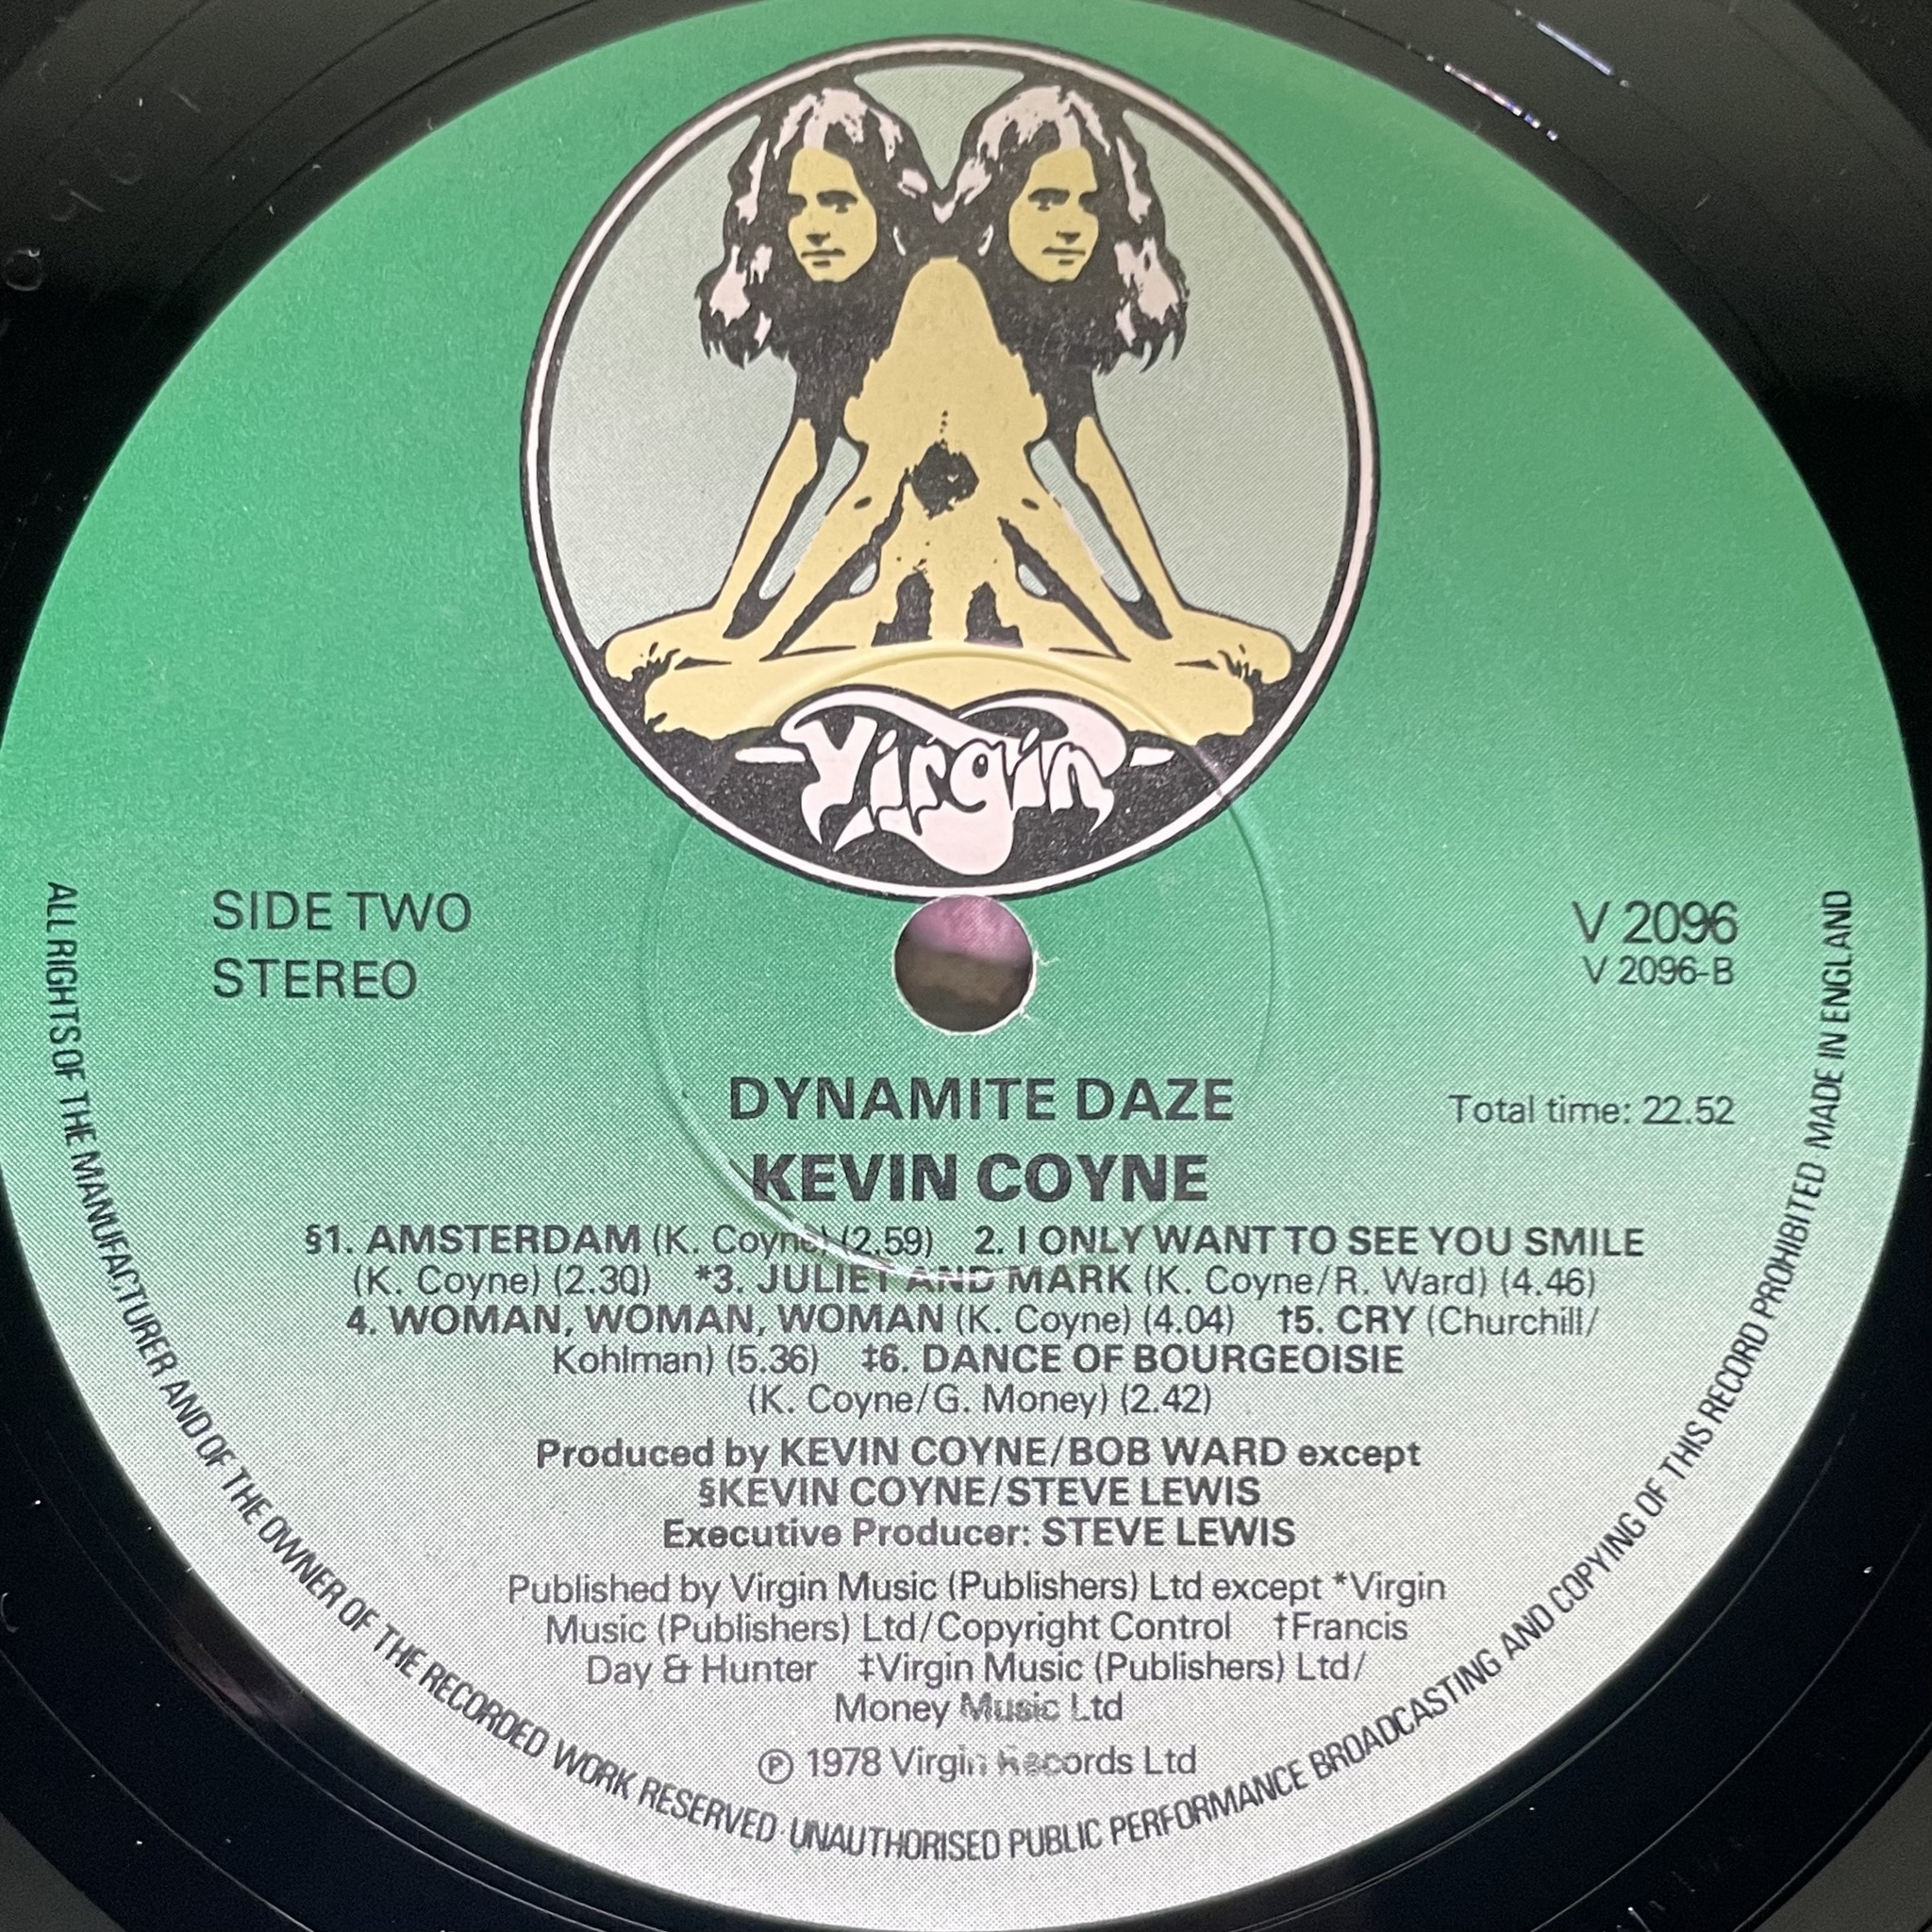 Virgin
SIDE TWO
STEREO
V 2096
V 2096-B
DYNAMITE DAZE
Total time: 22.52
KEVIN COYNE
§1. AMSTERDAM (K. Coyne) (2.59) 2. I ONLY WANT TO SEE YOU SMILE
(K. Coyne) (2.30) *3. JULIET AND MARK (K. Coyne/R. Ward) (4.46)
4. WOMAN, WOMAN, WOMAN (K. Coyne) (4.04) †5. CRY (Churchill/
Kohlman) (5.36) ‡6. DANCE OF BOURGEOISIE
(K. Coyne/G. Money) (2.42)
Produced by KEVIN COYNE/BOB WARD except
§KEVIN COYNE/STEVE LEWIS
Executive Producer: STEVE LEWIS
Published by Virgin Music (Publishers) Ltd except *Virgin
Music (Publishers) Ltd/Copyright Control †Francis
Day & Hunter ‡Virgin Music (Publishers) Ltd/
Money Music Ltd
℗ 1978 Virgin Records Ltd
ALL RIGHTS OF THE MANUFACTURER AND OF THE OWNER OF THE RECORDED WORK RESERVED UNAUTHORISED PUBLIC PERFORMANCE BROADCASTING AND COPYING OF THIS RECORD PROHIBITED MADE IN ENGLAND